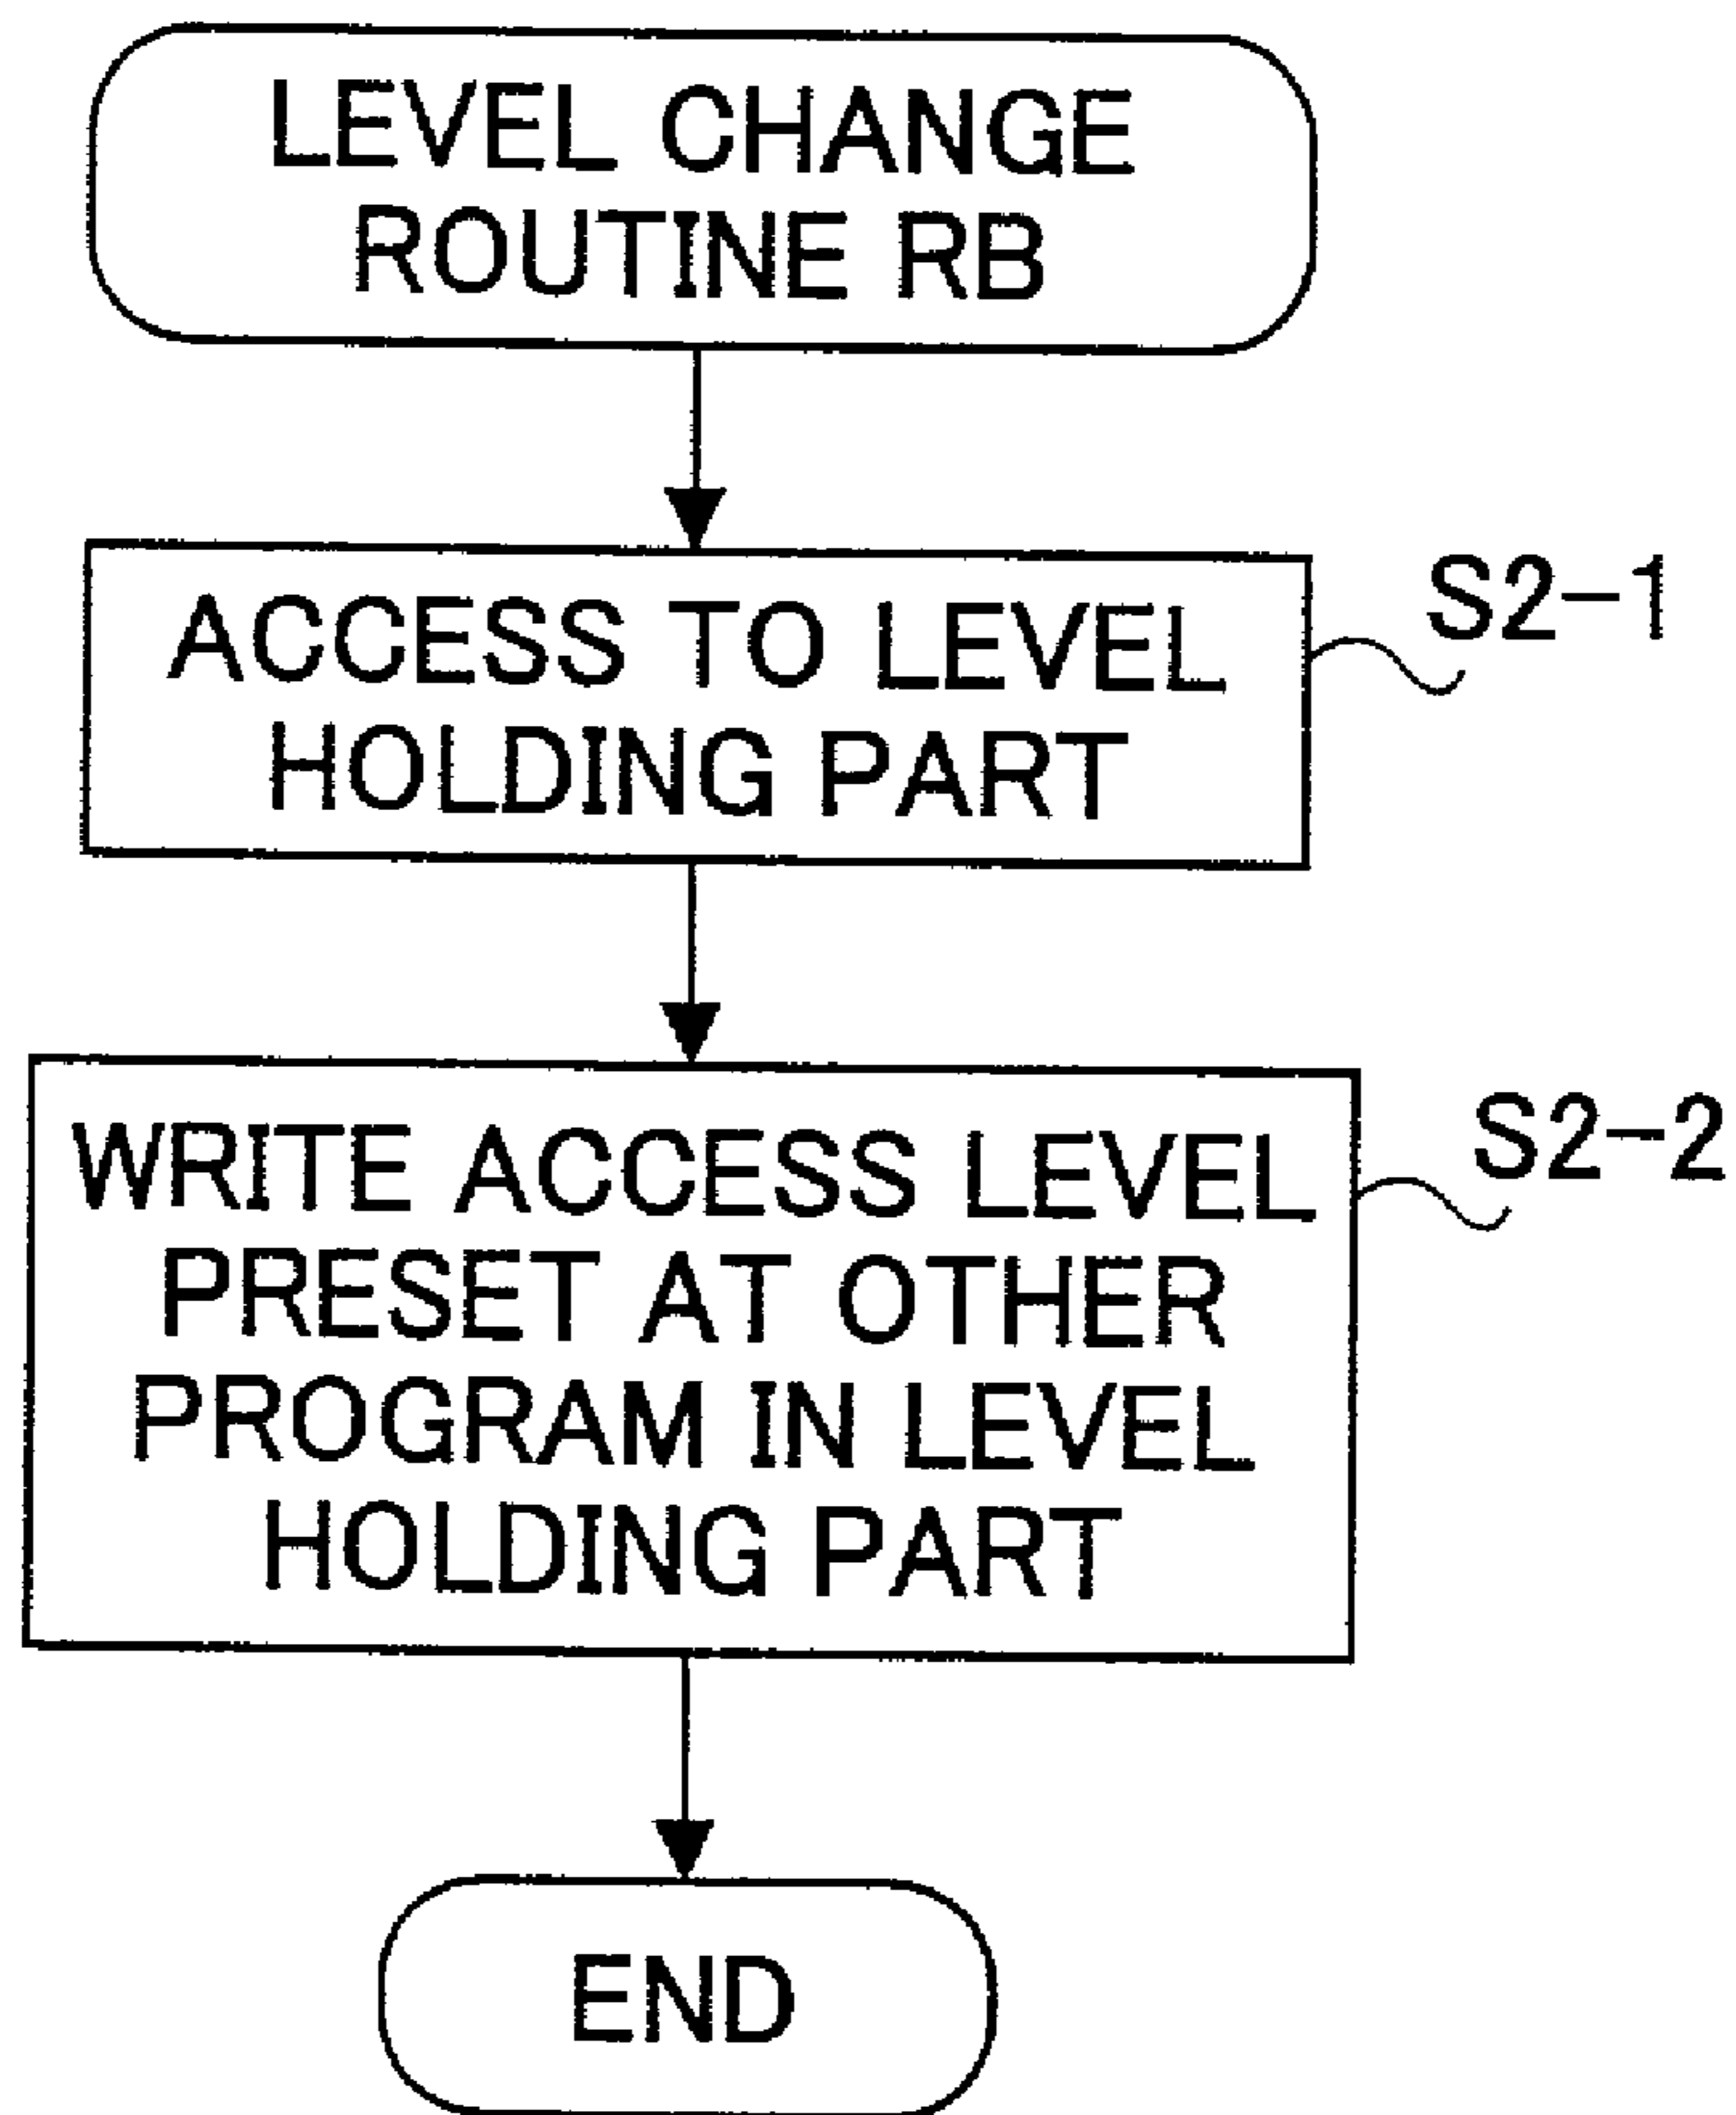 LEVEL CHANGE
ROUTINE RB
S2-1
ACCESS TO LEVEL
HOLDING PART
S2-2
WRITE ACCESS LEVEL
PRESET AT OTHER
PROGRAM IN LEVEL
HOLDING PART
END